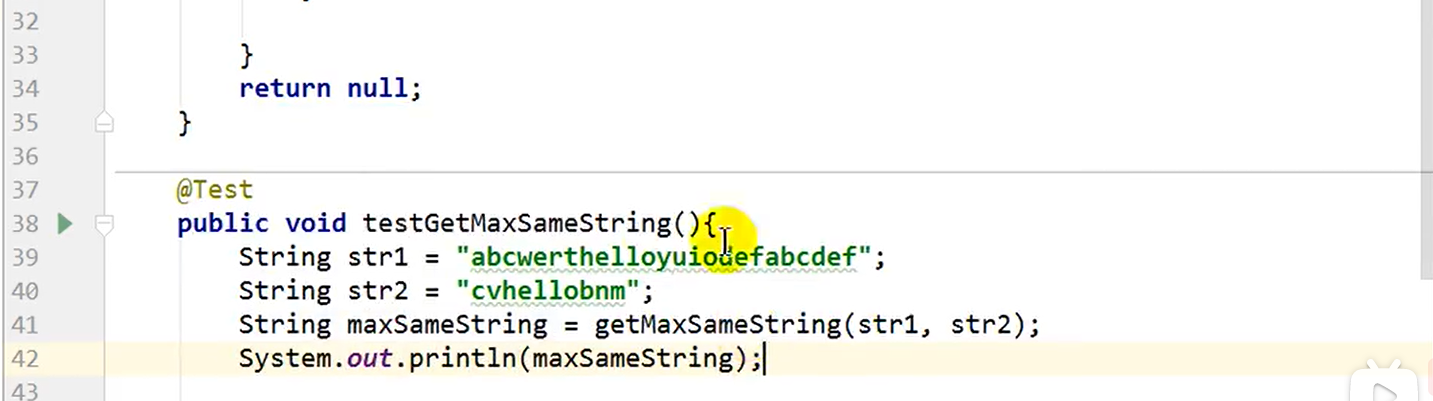 32
33 }
34 return null;
35 }
36
37 @Test
38 public void testGetMaxSameString(){
39 String str1 = "abcwerthelloyuiodefabcdef";
40 String str2 = "cvhellobnm";
41 String maxSameString = getMaxSameString(str1, str2);
42 System.out.println(maxSameString);
43